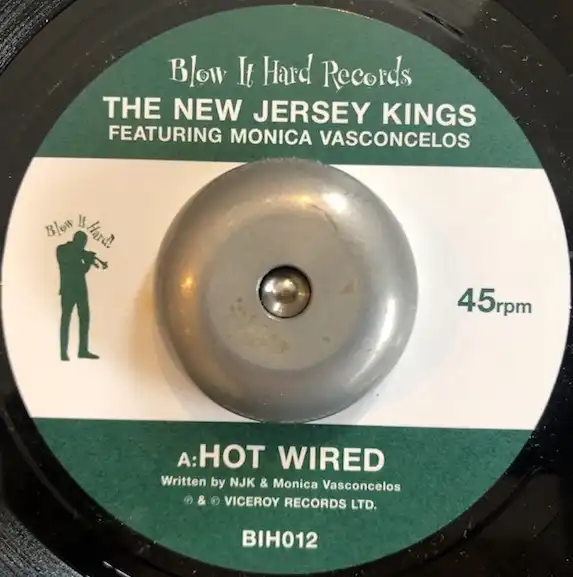 Blow It Hard Records
THE NEW JERSEY KINGS
FEATURING MONICA VASCONCELOS
Blow It Hard!
45rpm
A:HOT WIRED
Written by NJK & Monica Vasconcelos
℗ & © VICEROY RECORDS LTD.
BIH012